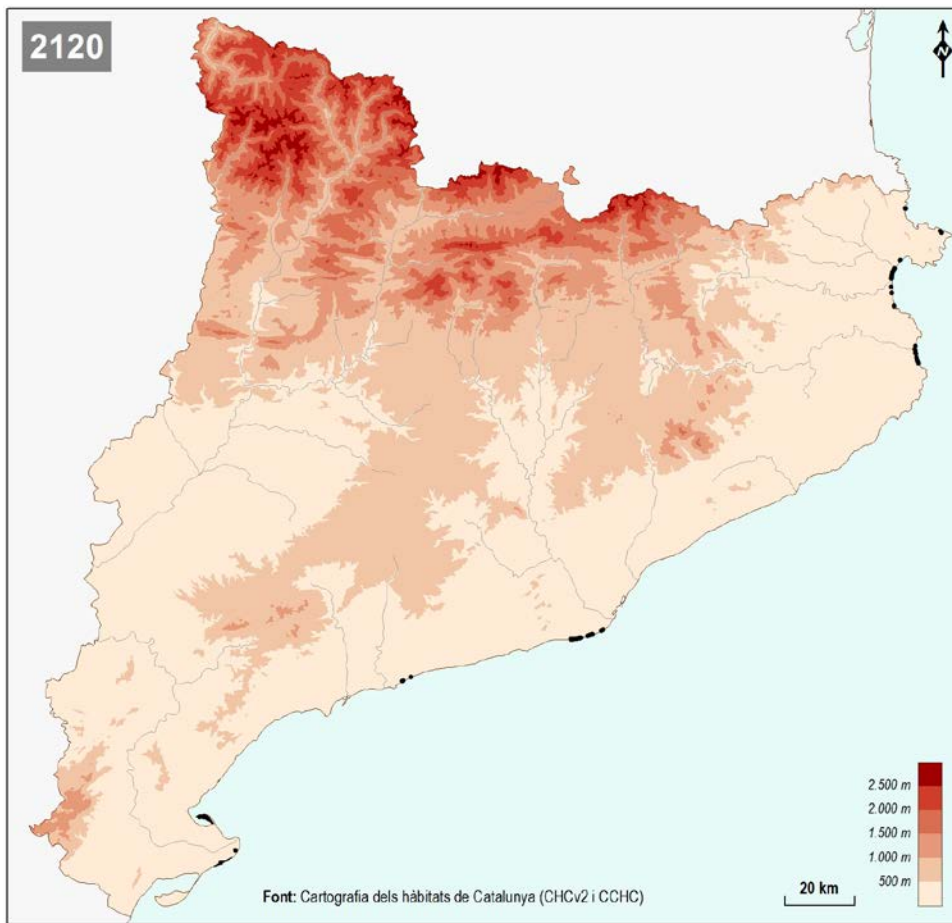 2120
N
2.500 m
2.000 m
1.500 m
1.000 m
500 m
Font: Cartografia dels hàbitats de Catalunya (CHCv2 i CCHC)
20 km